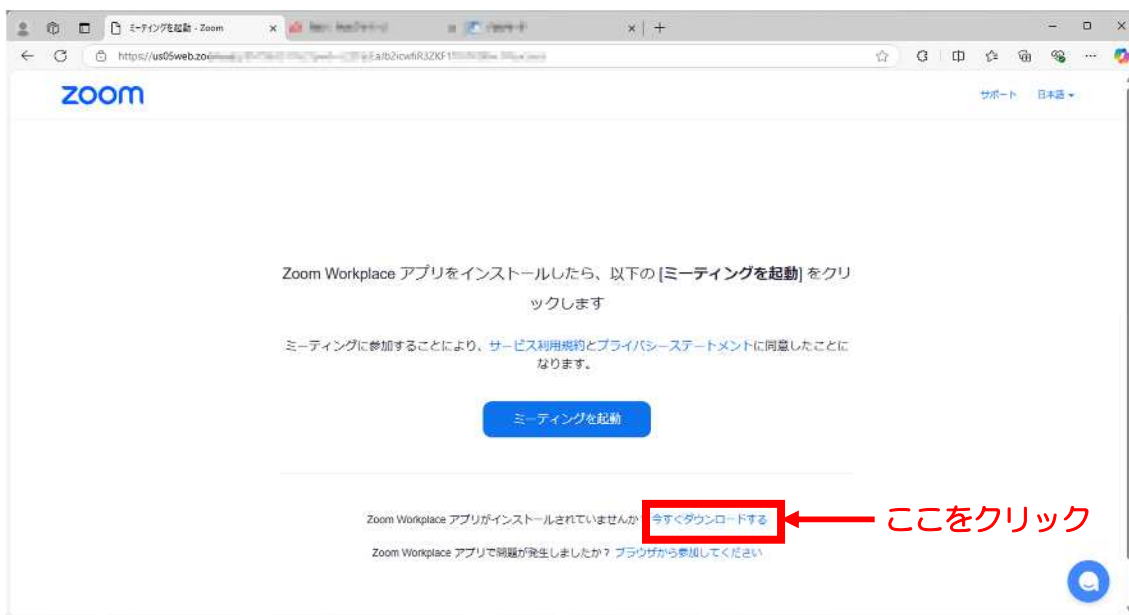 ミーティングを起動 - Zoom
https://us05web.zo
zoom
サポート 日本語
Zoom Workplace アプリをインストールしたら、以下の [ミーティングを起動] をクリ
ックします
ミーティングに参加することにより、サービス利用規約とプライバシーステートメントに同意したことに
なります。
ミーティングを起動
Zoom Workplace アプリがインストールされていませんか 今すぐダウンロードする
ここをクリック
Zoom Workplace アプリで問題が発生しましたか？ ブラウザから参加してください